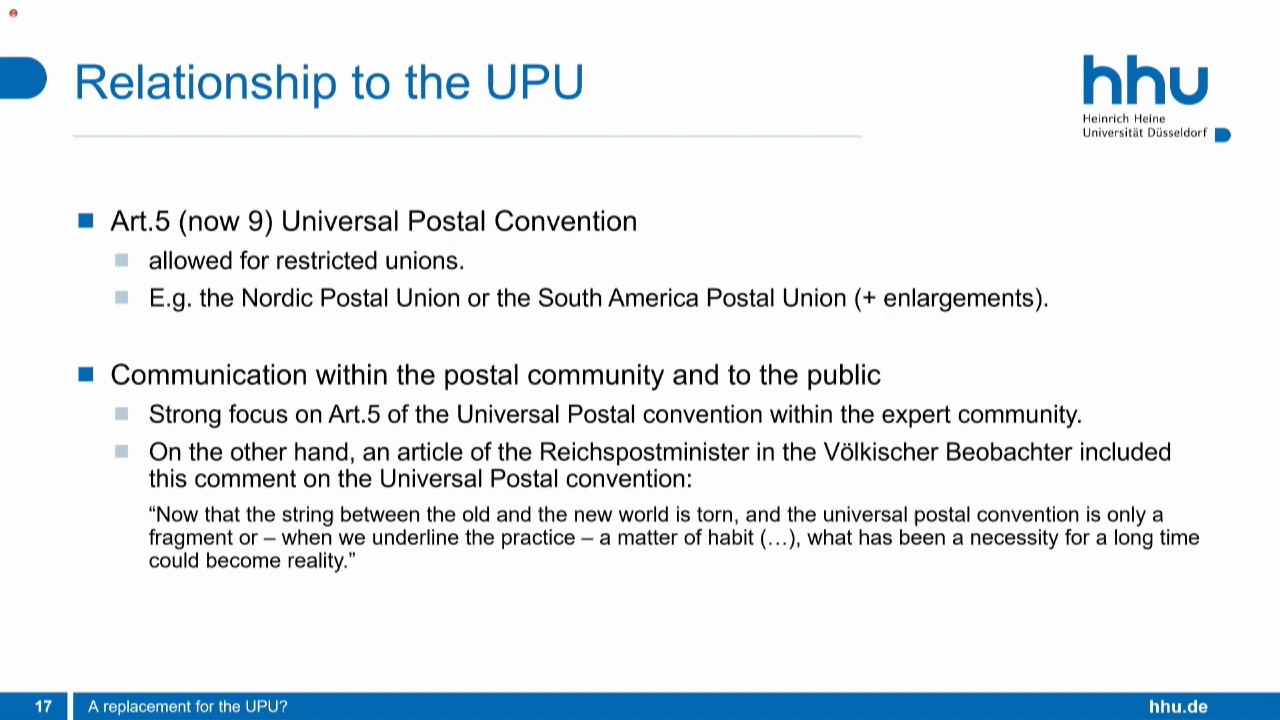 Relationship to the UPU
hhu
Heinrich Heine
Universität Düsseldorf
Art.5 (now 9) Universal Postal Convention
allowed for restricted unions.
E.g. the Nordic Postal Union or the South America Postal Union (+ enlargements).
Communication within the postal community and to the public
Strong focus on Art.5 of the Universal Postal convention within the expert community.
On the other hand, an article of the Reichspostminister in the Völkischer Beobachter included
this comment on the Universal Postal convention:
“Now that the string between the old and the new world is torn, and the universal postal convention is only a
fragment or – when we underline the practice – a matter of habit (…), what has been a necessity for a long time
could become reality.”
17
A replacement for the UPU?
hhu.de